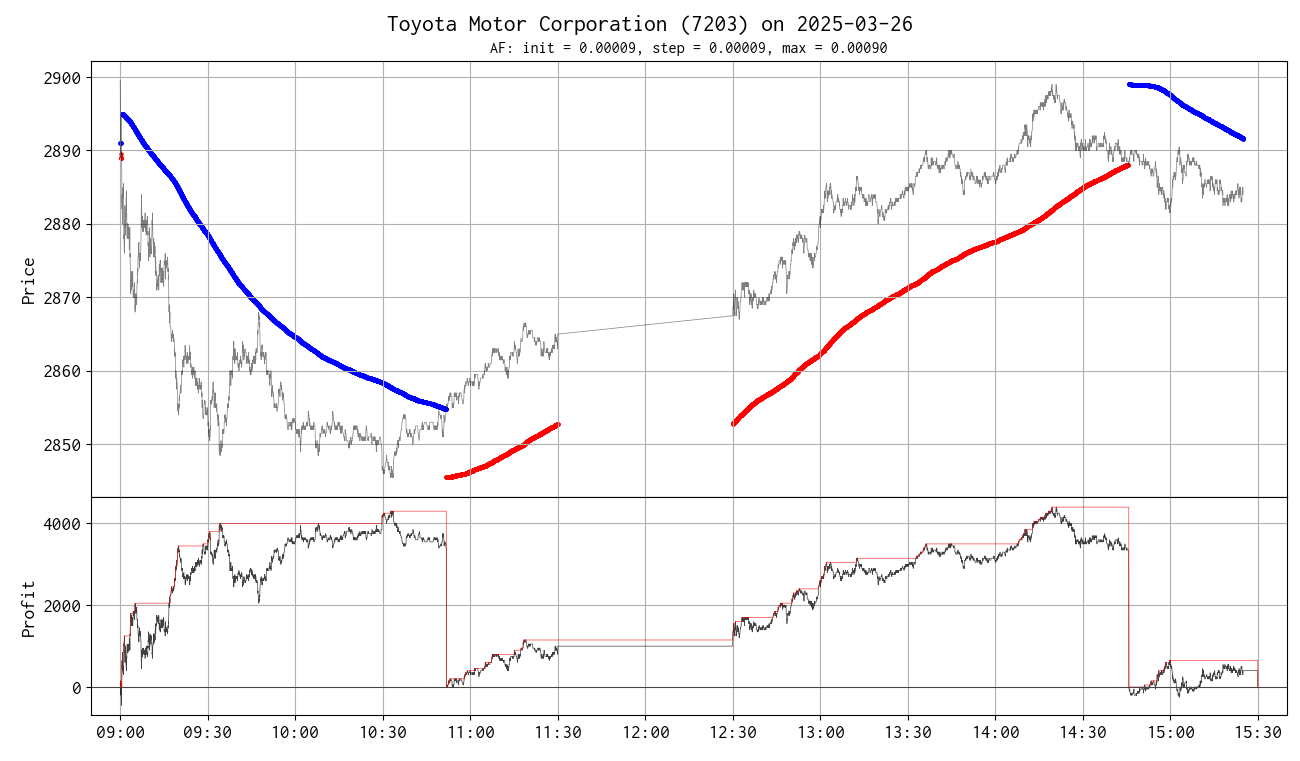 Toyota Motor Corporation (7203) on 2025-03-26
AF: init = 0.00009, step = 0.00009, max = 0.00090
Price
2900
2890
2880
2870
2860
2850
Profit
4000
2000
0
09:00 09:30 10:00 10:30 11:00 11:30 12:00 12:30 13:00 13:30 14:00 14:30 15:00 15:30